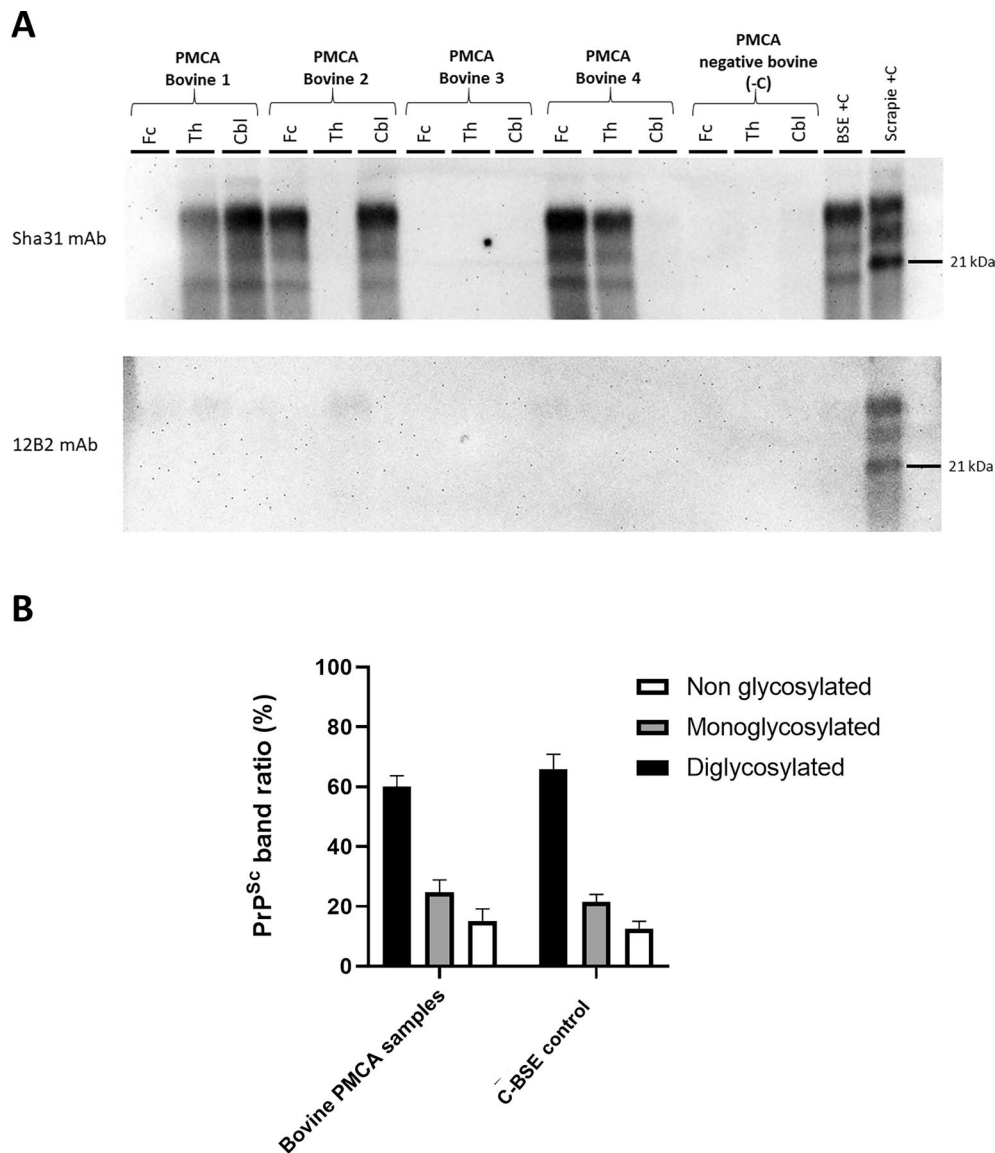 A
PMCA
Bovine 1
PMCA
Bovine 2
PMCA
Bovine 3
PMCA
Bovine 4
PMCA
negative bovine
(-C)
Fc
Th
Cbl
Fc
Th
Cbl
Fc
Th
Cbl
Fc
Th
Cbl
Fc
Th
Cbl
BSE +C
Scrapie +C
Sha31 mAb
21 kDa
12B2 mAb
21 kDa
B
PrPSc band ratio (%)
100
80
60
40
20
0
Non glycosylated
Monoglycosylated
Diglycosylated
Bovine PMCA samples
C-BSE control